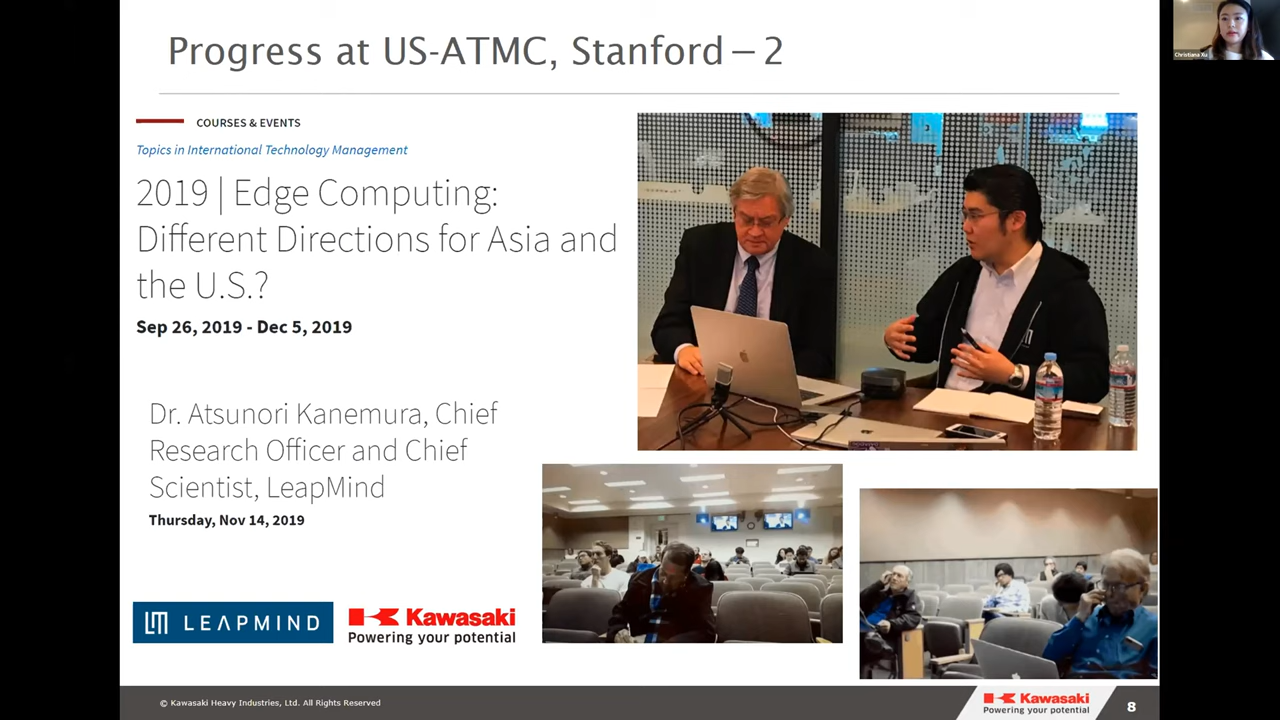 Progress at US-ATMC, Stanford－2
Christiana Xu
COURSES & EVENTS
Topics in International Technology Management
2019 | Edge Computing:
Different Directions for Asia and
the U.S.?
Sep 26, 2019 - Dec 5, 2019
Dr. Atsunori Kanemura, Chief
Research Officer and Chief
Scientist, LeapMind
Thursday, Nov 14, 2019
LEAPMIND
Kawasaki
Powering your potential
© Kawasaki Heavy Industries, Ltd. All Rights Reserved
Kawasaki
Powering your potential
8